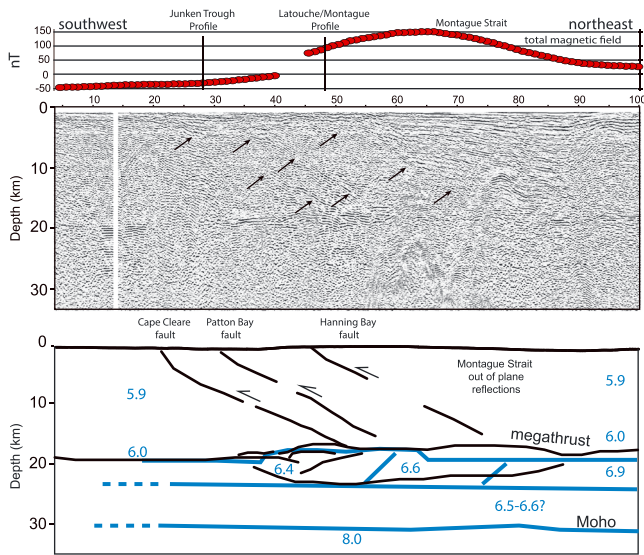 southwest
Junken Trough
Profile
Latouche/Montague
Profile
Montague Strait
northeast
total magnetic field
nT
150
100
50
0
-50
10 20 30 40 50 60 70 80 90 100
Depth (km)
0
10
20
30
Cape Cleare
fault
Patton Bay
fault
Hanning Bay
fault
Depth (km)
0
10
20
30
Montague Strait
out of plane
reflections
5.9
5.9
6.0
6.0
megathrust
6.4
6.6
6.9
6.5-6.6?
Moho
8.0